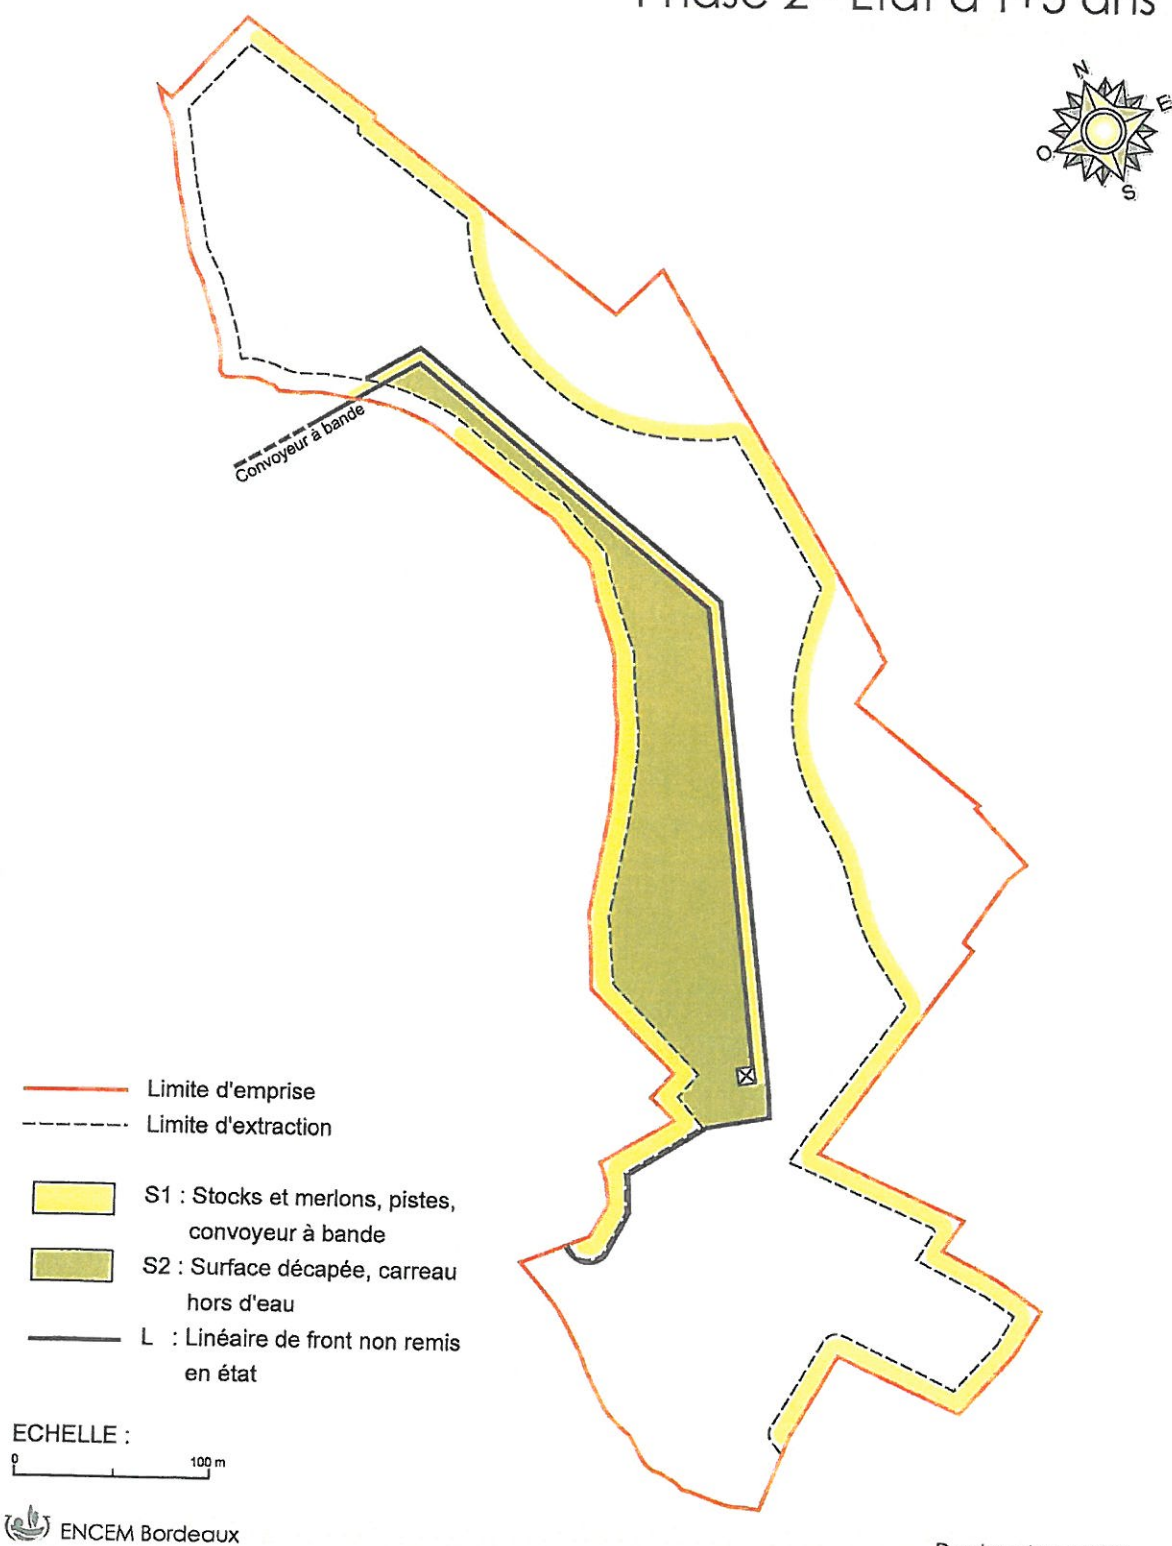 Phase 2 - Etat à T+5 ans
N
E
O
S
Convoyeur à bande
Limite d'emprise
Limite d'extraction
S1 : Stocks et merlons, pistes,
convoyeur à bande
S2 : Surface décapée, carreau
hors d'eau
L : Linéaire de front non remis
en état
ECHELLE :
0 100 m
ENCEM Bordeaux